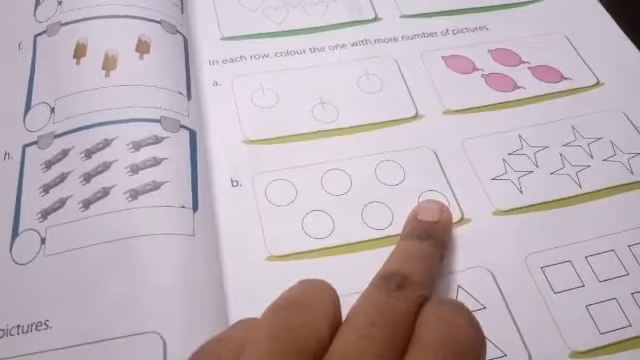 f.
In each row, colour the one with more number of pictures.
a.
h.
b.
pictures.